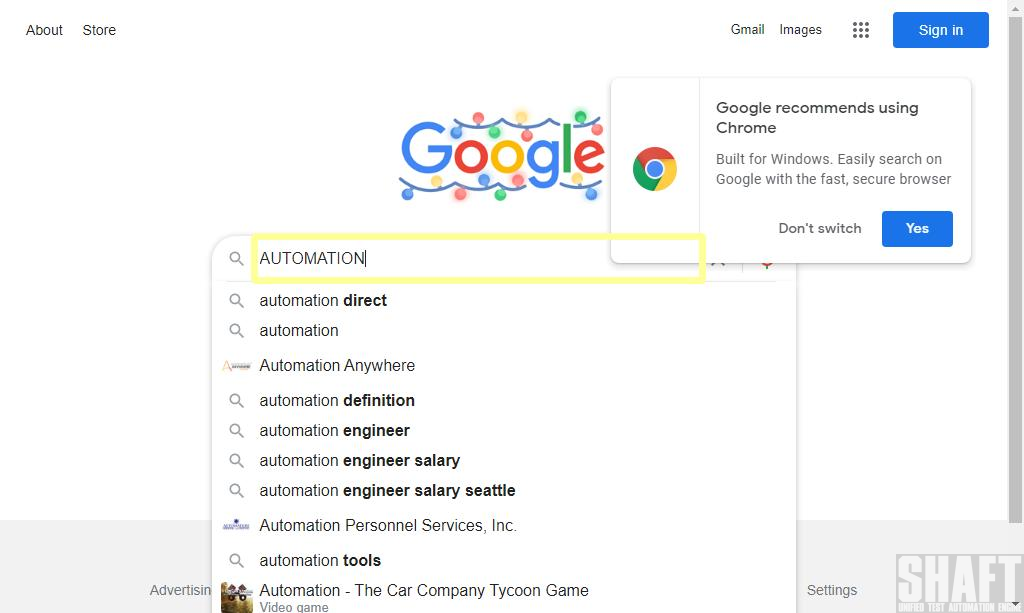 About
Store
Gmail
Images
Sign in
Google
Google recommends using
Chrome
Built for Windows. Easily search on
Google with the fast, secure browser
Don't switch
Yes
AUTOMATION
automation direct
automation
Automation Anywhere
automation definition
automation engineer
automation engineer salary
automation engineer salary seattle
Automation Personnel Services, Inc.
automation tools
Automation - The Car Company Tycoon Game
Video game
Advertisin
Settings
SHAFT
UNIFIED TEST AUTOMATION ENGI